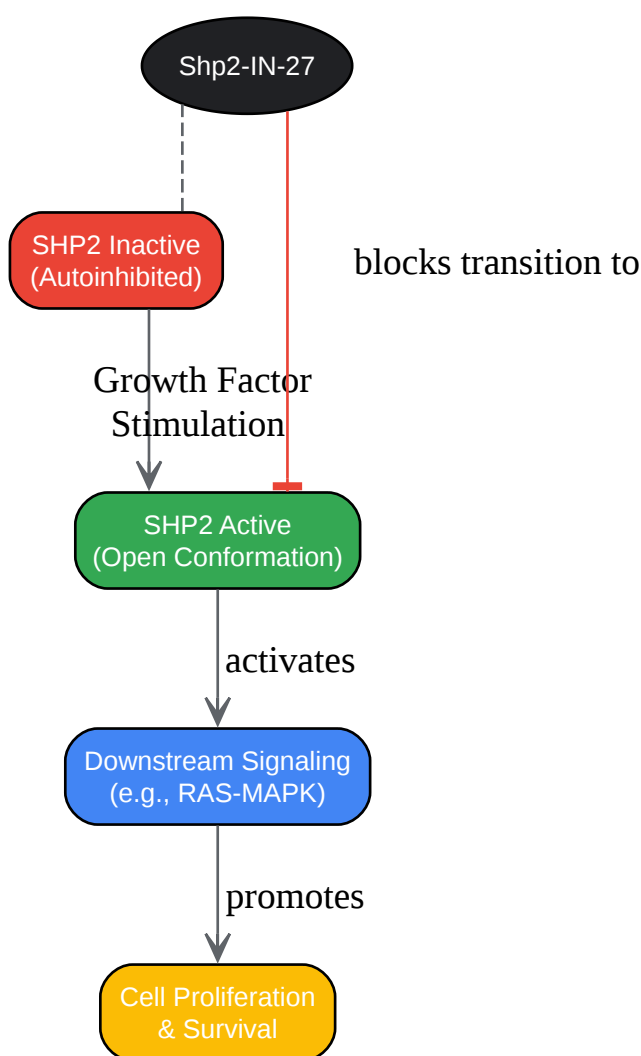 Shp2-IN-27
SHP2 Inactive
(Autoinhibited)
blocks transition to
Growth Factor
Stimulation
SHP2 Active
(Open Conformation)
activates
Downstream Signaling
(e.g., RAS-MAPK)
promotes
Cell Proliferation
& Survival